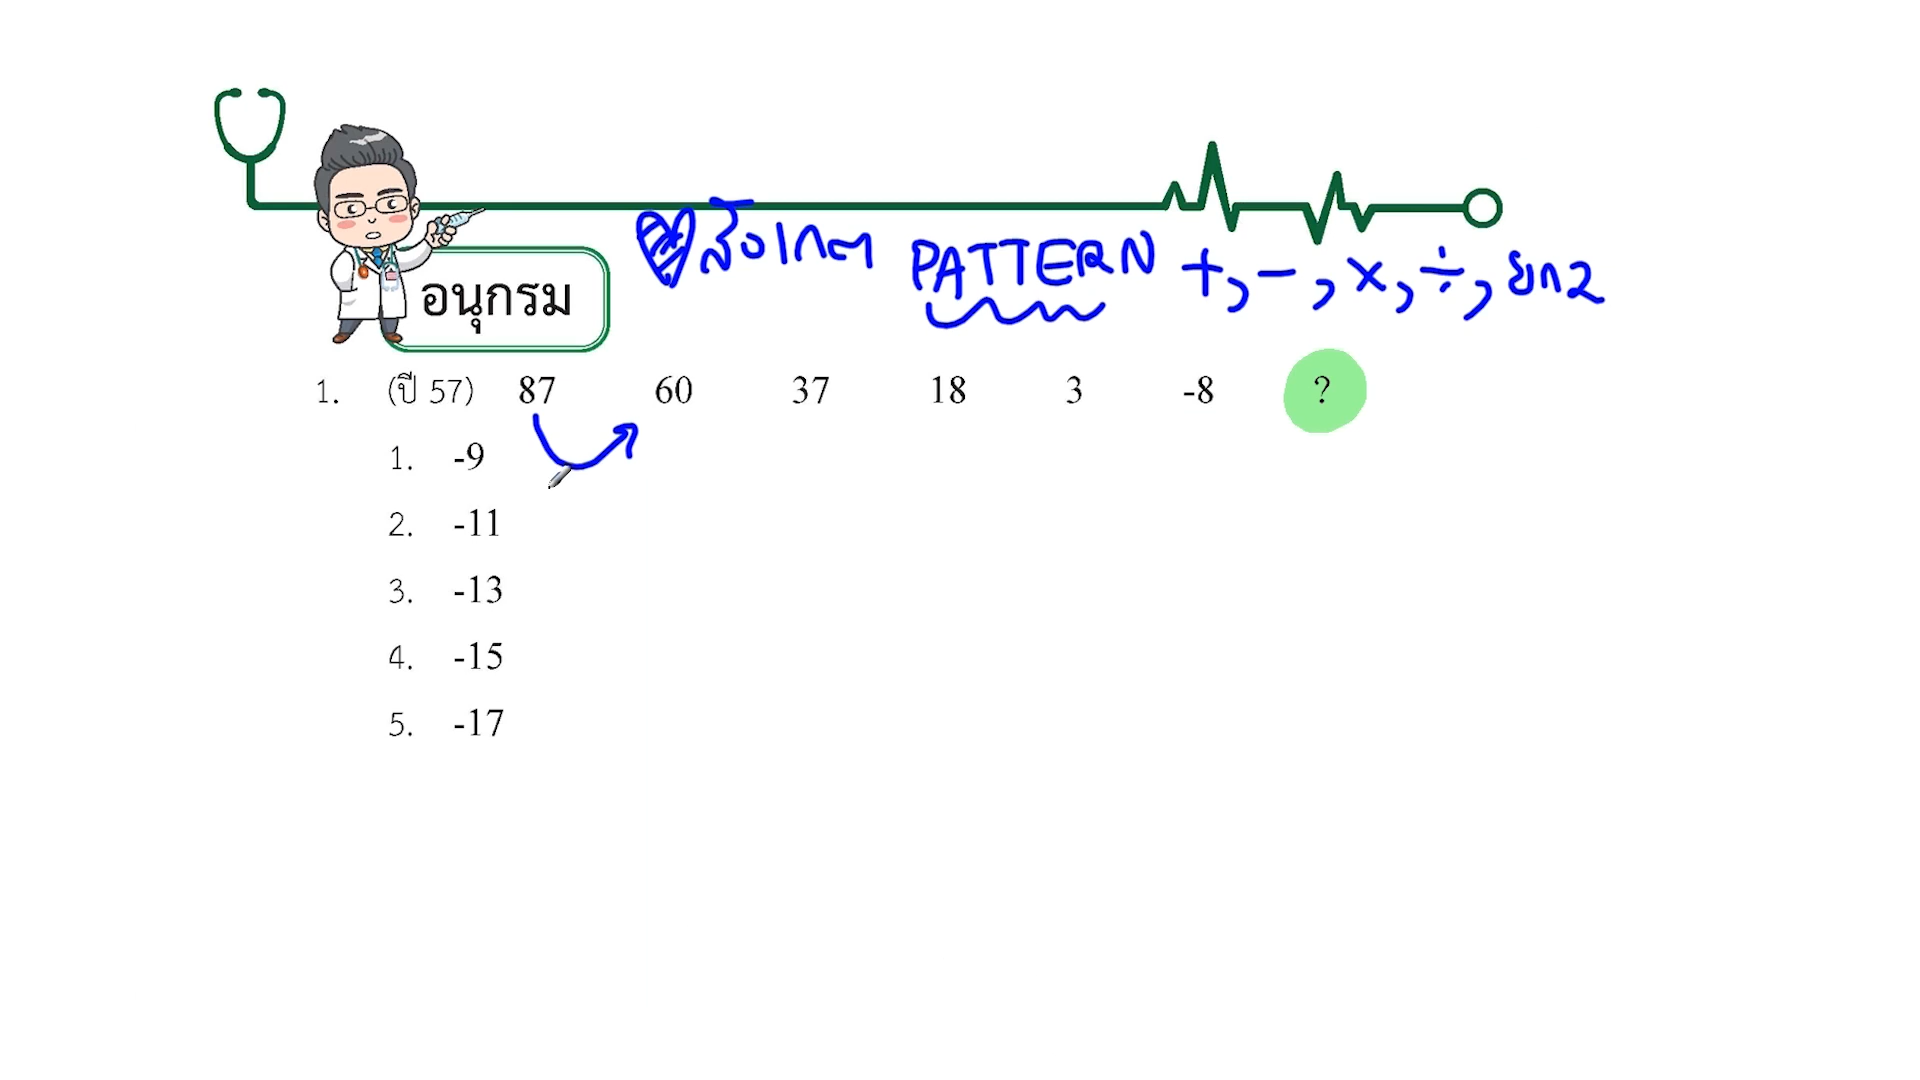 สังเกต PATTERN +, -, ×, ÷, ยก2
อนุกรม
1. (ปี 57) 87 60 37 18 3 -8 ?
1. -9
2. -11
3. -13
4. -15
5. -17